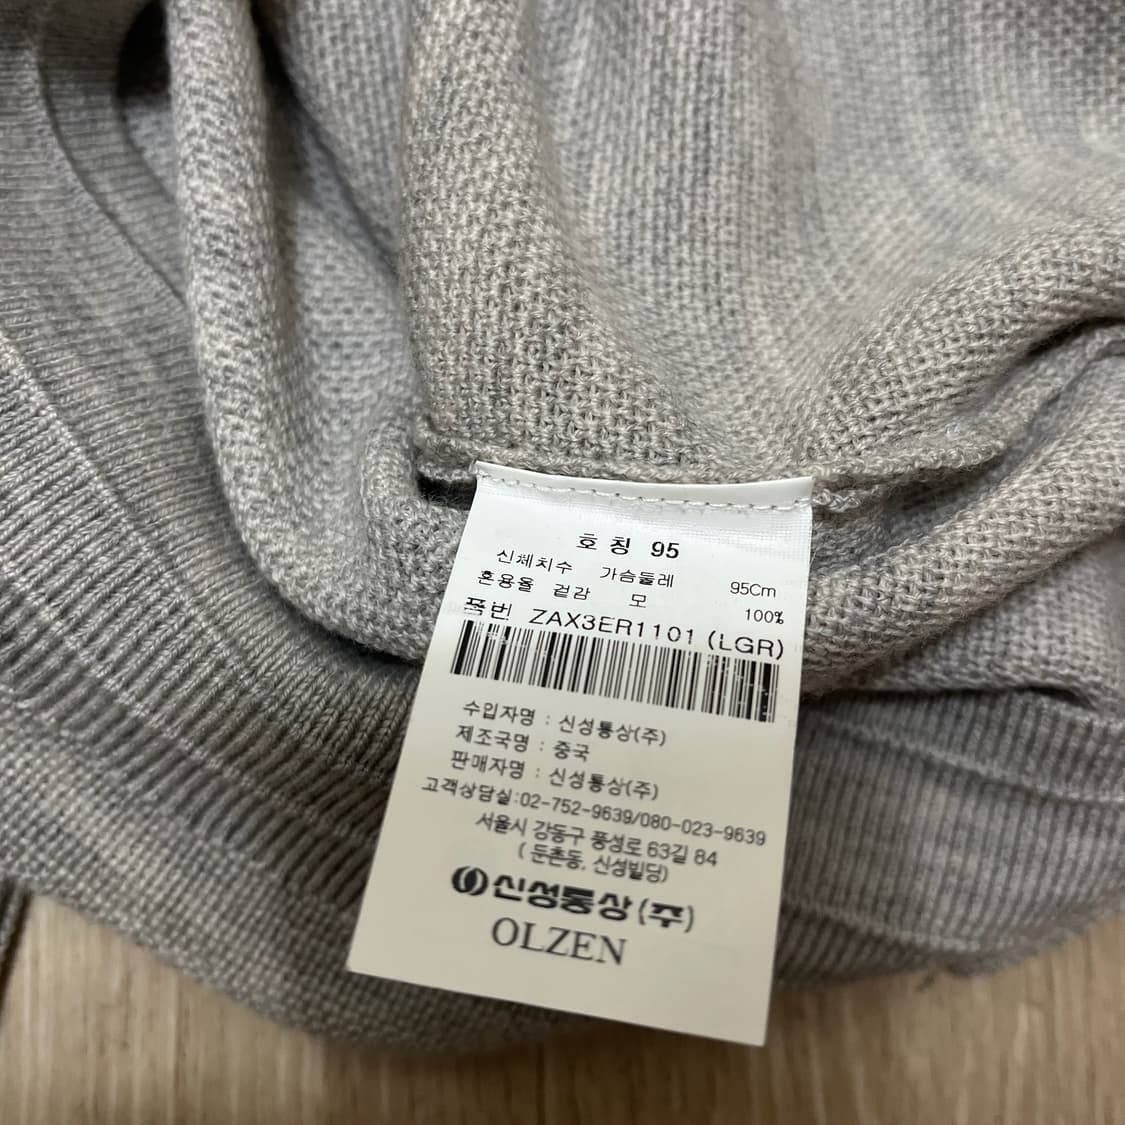 호칭 95
신체치수 가슴둘레 95Cm
혼용율 겉감 모 100%
품번 ZAX3ER1101 (LGR)
수입자명 : 신성통상(주)
제조국명 : 중국
판매자명 : 신성통상(주)
고객상담실:02-752-9639/080-023-9639
서울시 강동구 풍성로 63길 84
( 둔촌동, 신성빌딩)
신성통상(주)
OLZEN